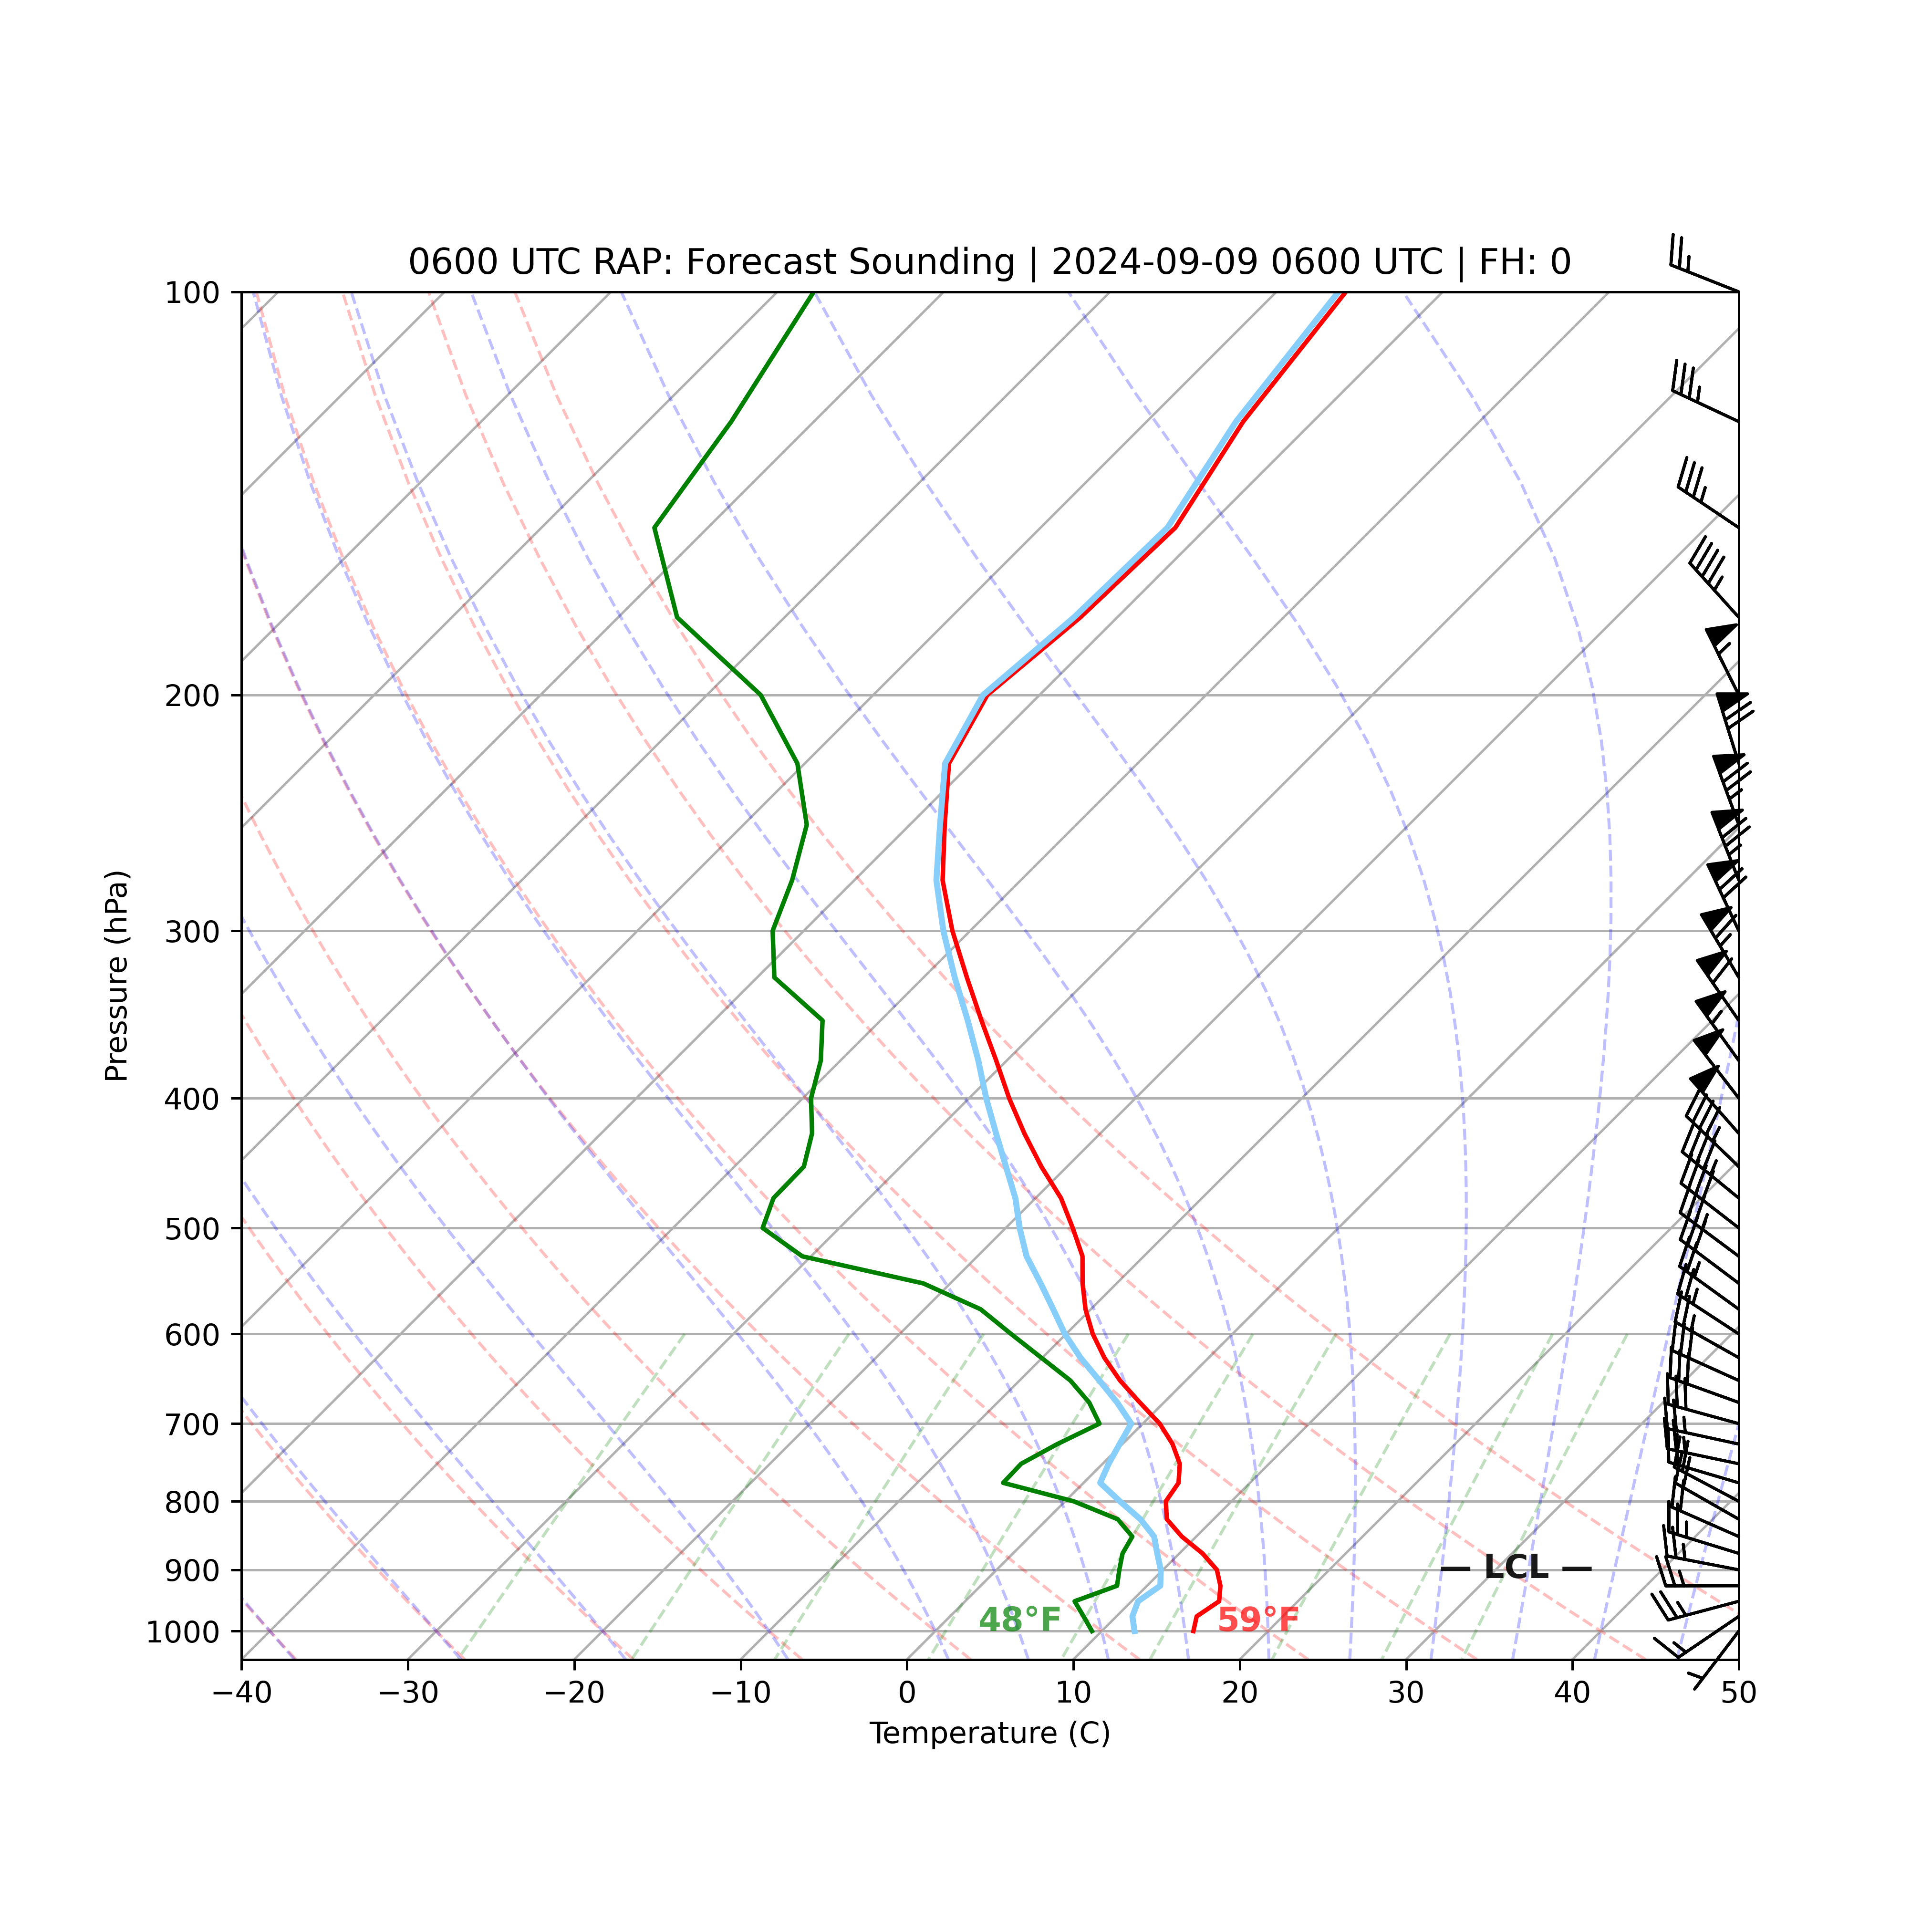 0600 UTC RAP: Forecast Sounding | 2024-09-09 0600 UTC | FH: 0
100
200
300
400
500
600
700
800
900
1000
Pressure (hPa)
— LCL —
48°F
59°F
−40 −30 −20 −10 0 10 20 30 40 50
Temperature (C)